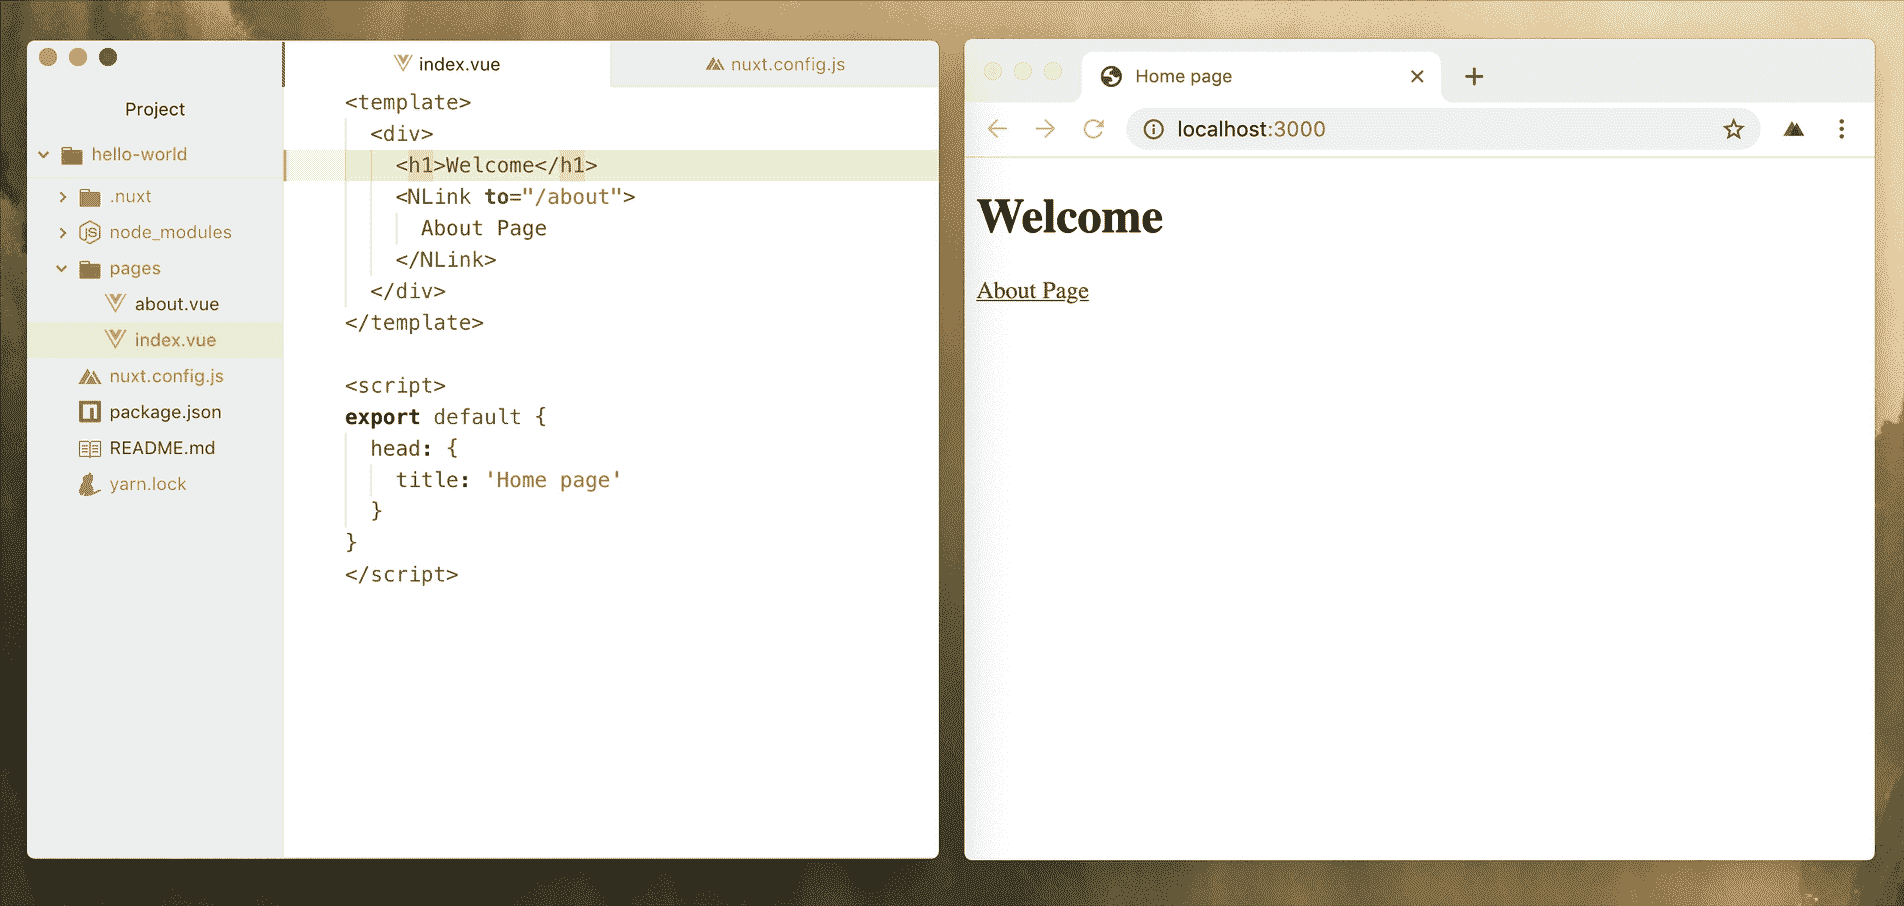 Project
hello-world
.nuxt
node_modules
pages
about.vue
index.vue
nuxt.config.js
package.json
README.md
yarn.lock
index.vue
nuxt.config.js
<template>
<div>
<h1>Welcome</h1>
<NLink to="/about">
About Page
</NLink>
</div>
</template>
<script>
export default {
head: {
title: 'Home page'
}
}
</script>
Home page
localhost:3000
Welcome
About Page